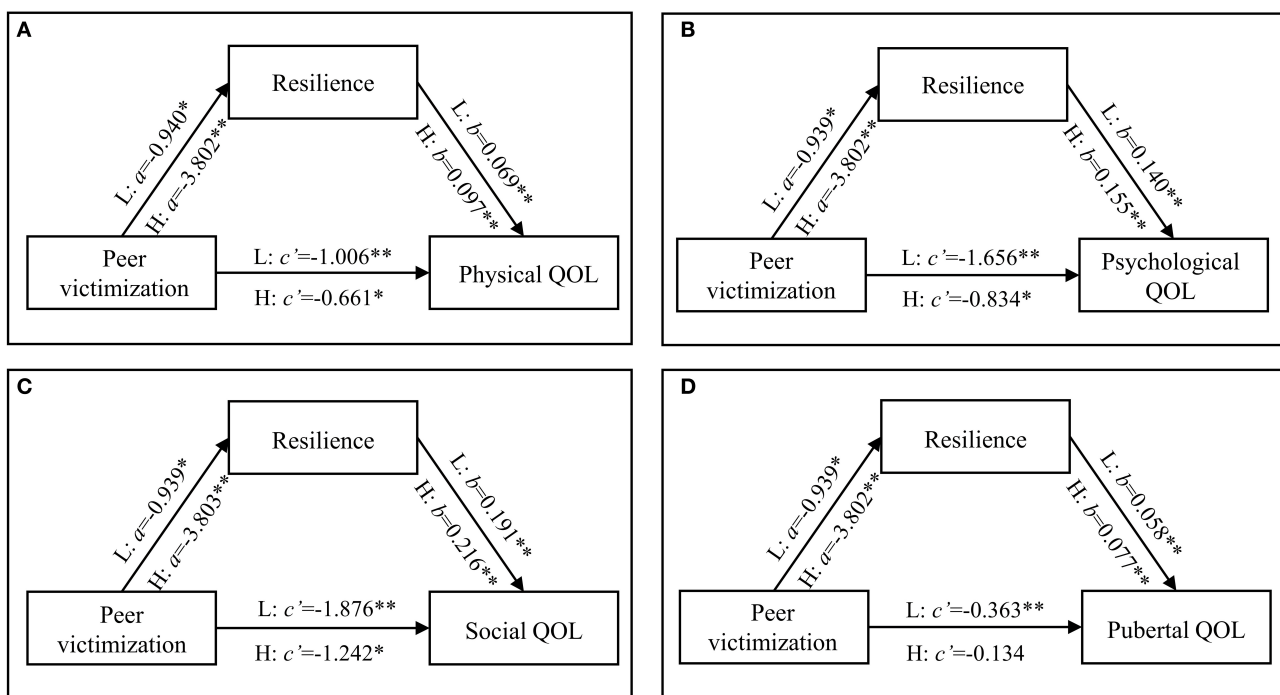 A
Resilience
L: a=-0.940*
H: a=-3.802**
L: b=0.069**
H: b=0.097**
Peer
victimization
L: c’=-1.006**
H: c’=-0.661*
Physical QOL
B
Resilience
L: a=-0.939*
H: a=-3.802**
L: b=0.140**
H: b=0.155**
Peer
victimization
L: c’=-1.656**
H: c’=-0.834*
Psychological
QOL
C
Resilience
L: a=-0.939*
H: a=-3.803**
L: b=0.191**
H: b=0.216**
Peer
victimization
L: c’=-1.876**
H: c’=-1.242*
Social QOL
D
Resilience
L: a=-0.939*
H: a=-3.802**
L: b=0.058**
H: b=0.077**
Peer
victimization
L: c’=-0.363**
H: c’=-0.134
Pubertal QOL